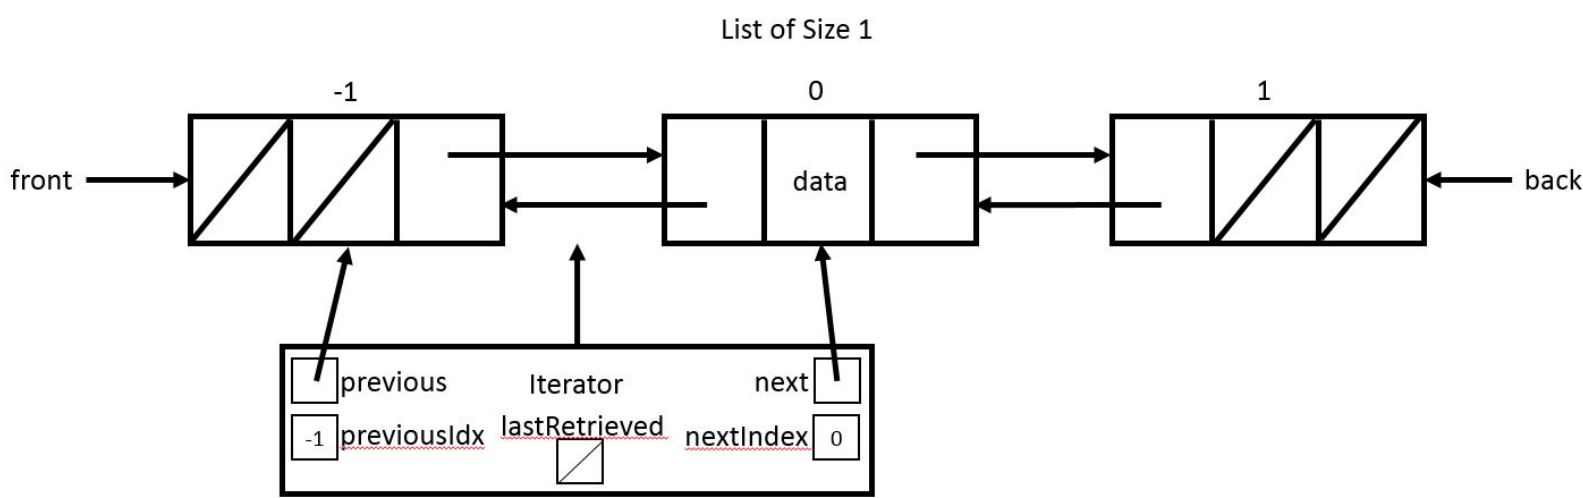 List of Size 1
-1 0 1
front data back
previous Iterator next
lastRetrieved
-1 previousIdx nextIndex 0